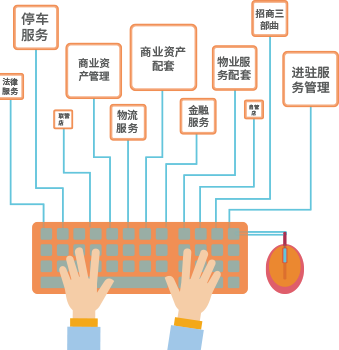 停车
服务
招商三
部曲
商业资
产管理
商业资产
配套
物业服
务配套
进驻服
务管理
法律
服务
联营
店
物流
服务
金融
服务
自营
店